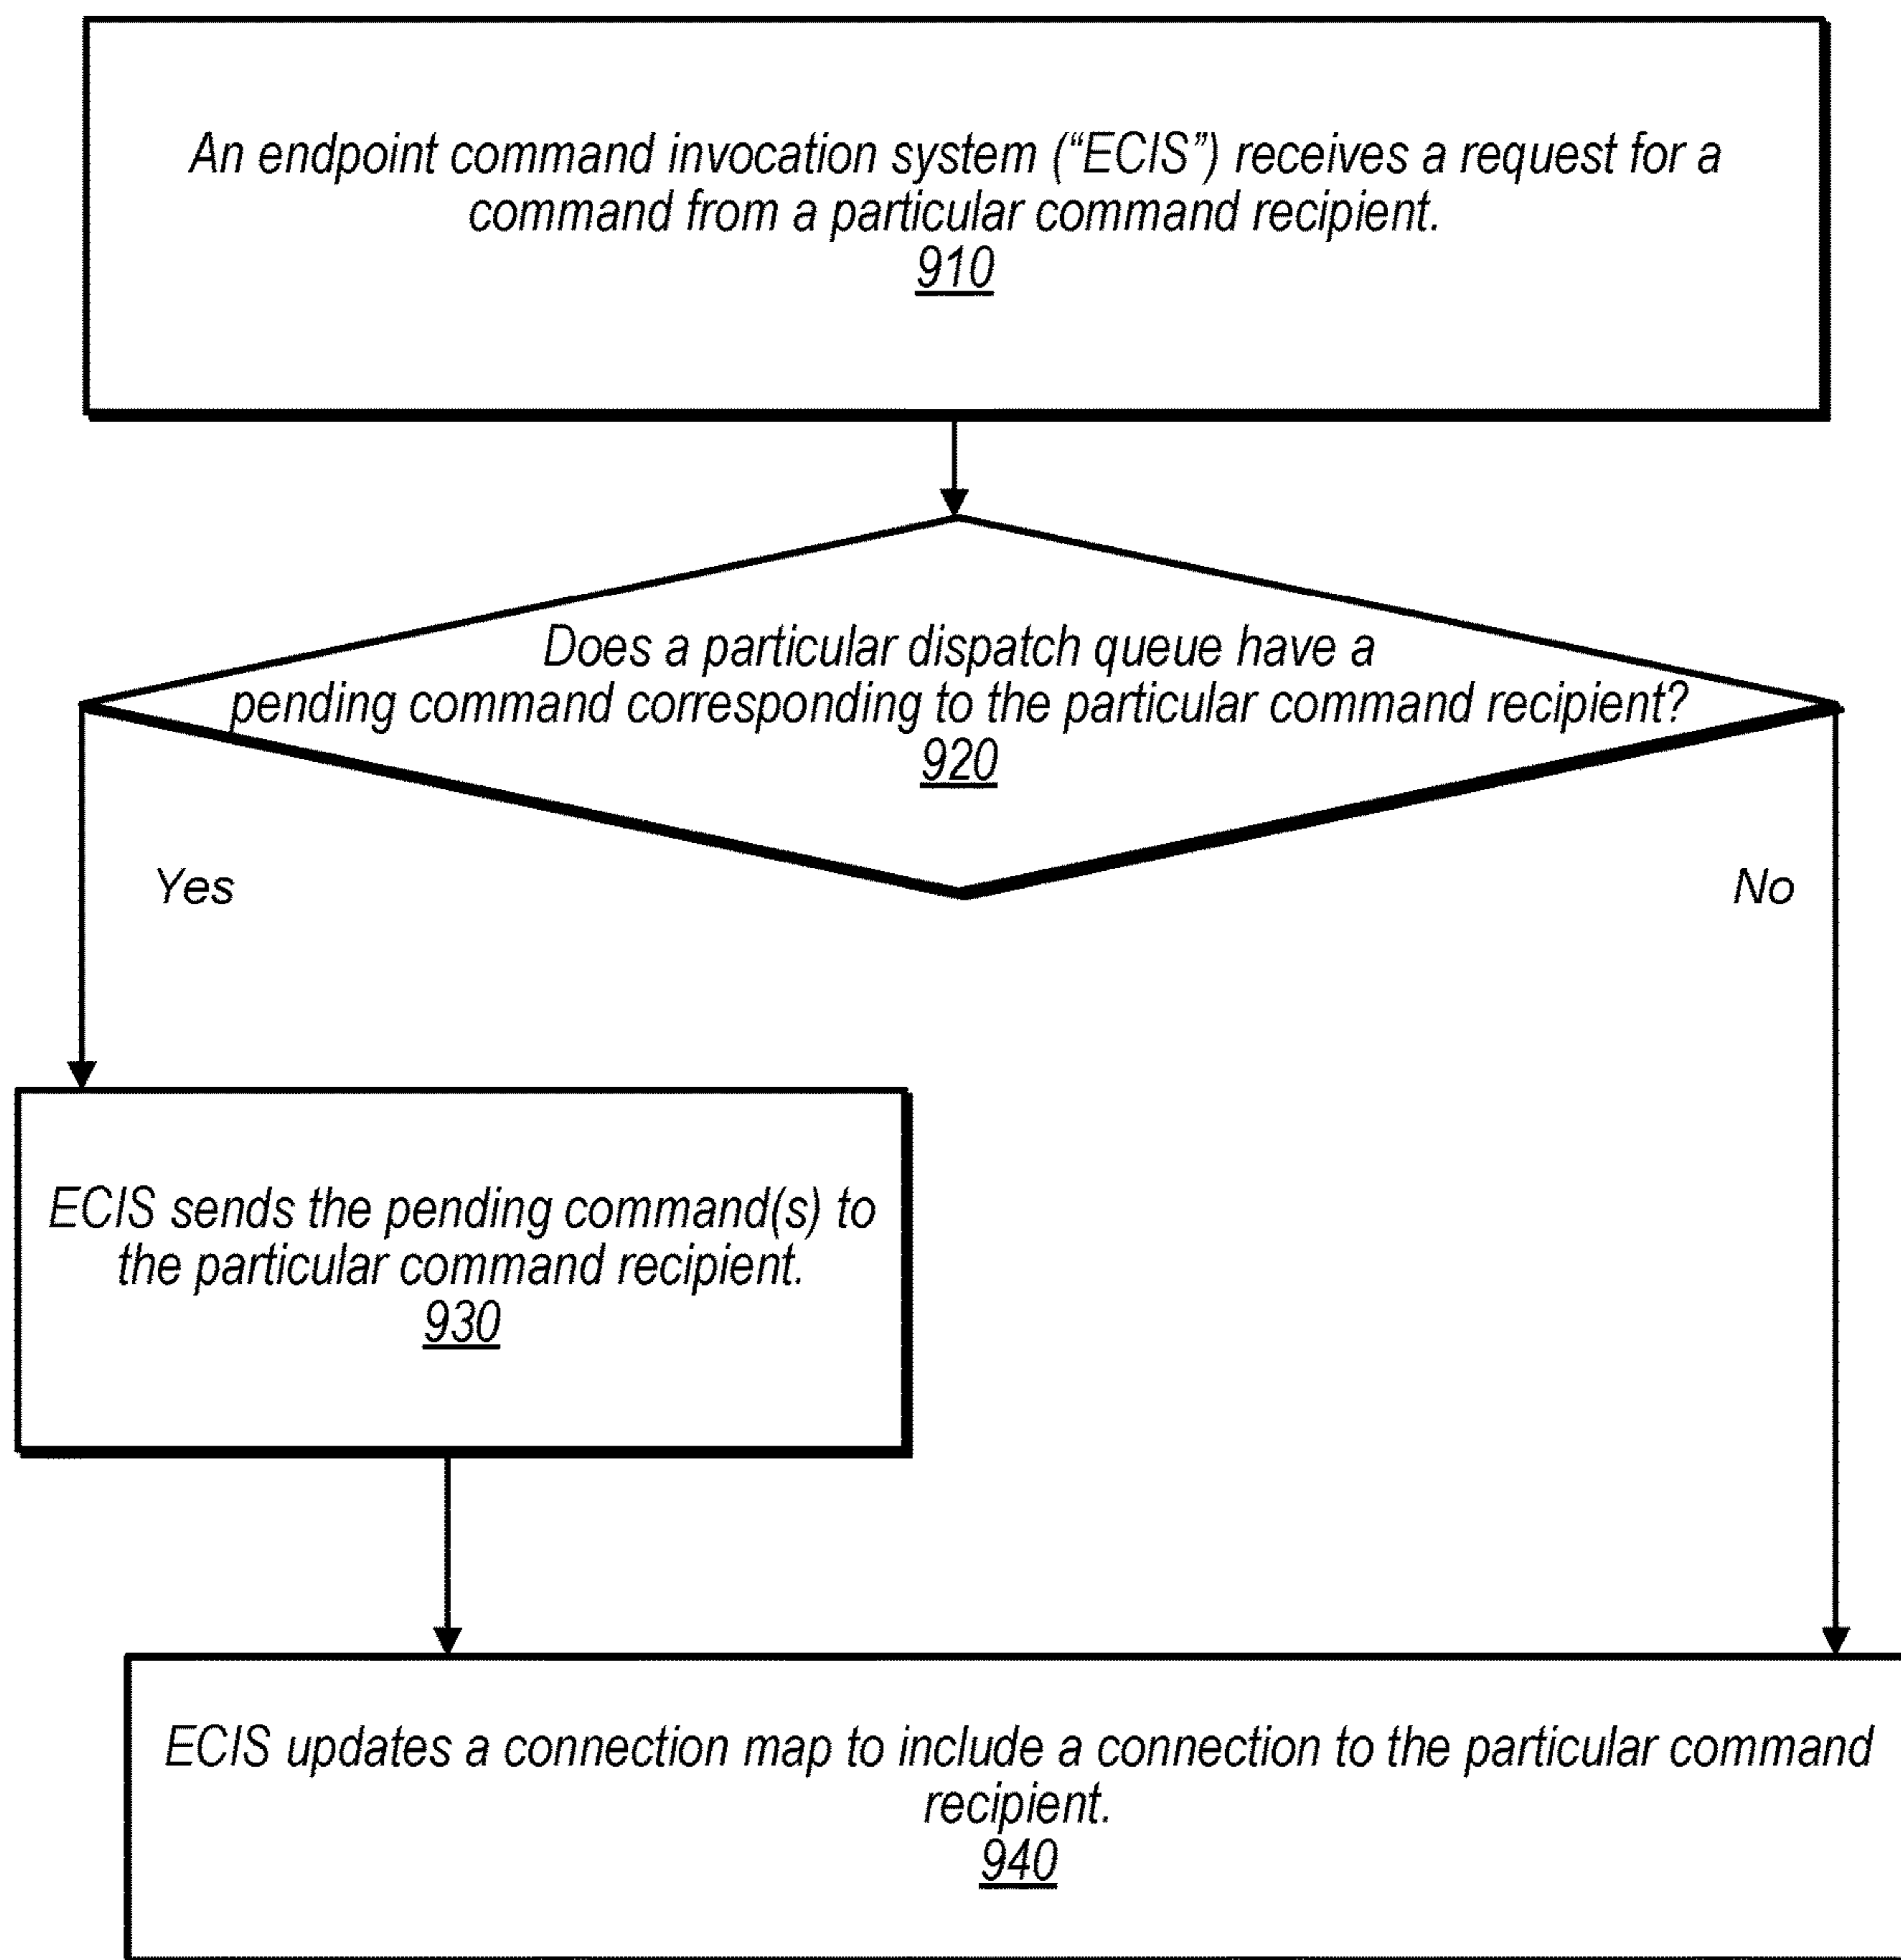 An endpoint command invocation system (“ECIS”) receives a request for a
command from a particular command recipient.
910
Does a particular dispatch queue have a
pending command corresponding to the particular command recipient?
920
Yes
No
ECIS sends the pending command(s) to
the particular command recipient.
930
ECIS updates a connection map to include a connection to the particular command
recipient.
940